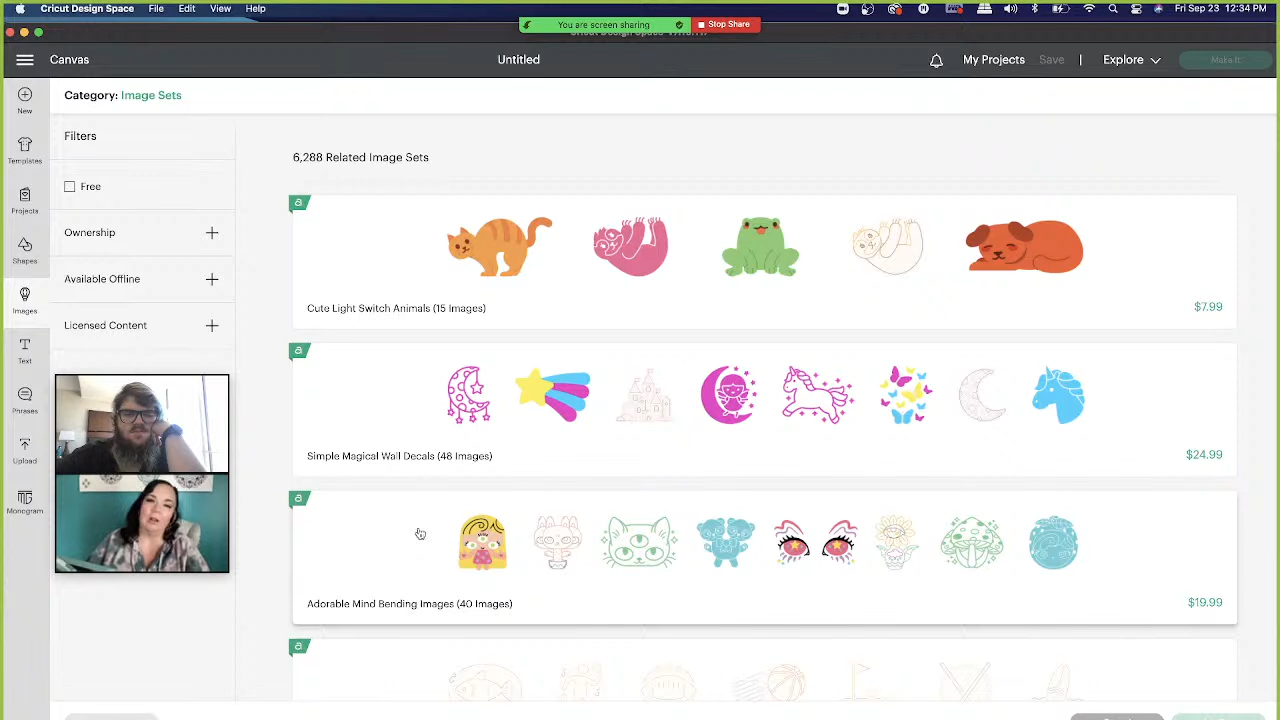 Cricut Design Space File Edit View Help
Fri Sep 23 12:34 PM
You are screen sharing Stop Share
Canvas Untitled My Projects Save | Explore Make It
Category: Image Sets
New
Templates
Projects
Shapes
Images
Text
Phrases
Upload
Monogram
Filters
Free
Ownership
Available Offline
Licensed Content
6,288 Related Image Sets
a
Cute Light Switch Animals (15 Images) $7.99
a
Simple Magical Wall Decals (48 Images) $24.99
a
Adorable Mind Bending Images (40 Images) $19.99
a